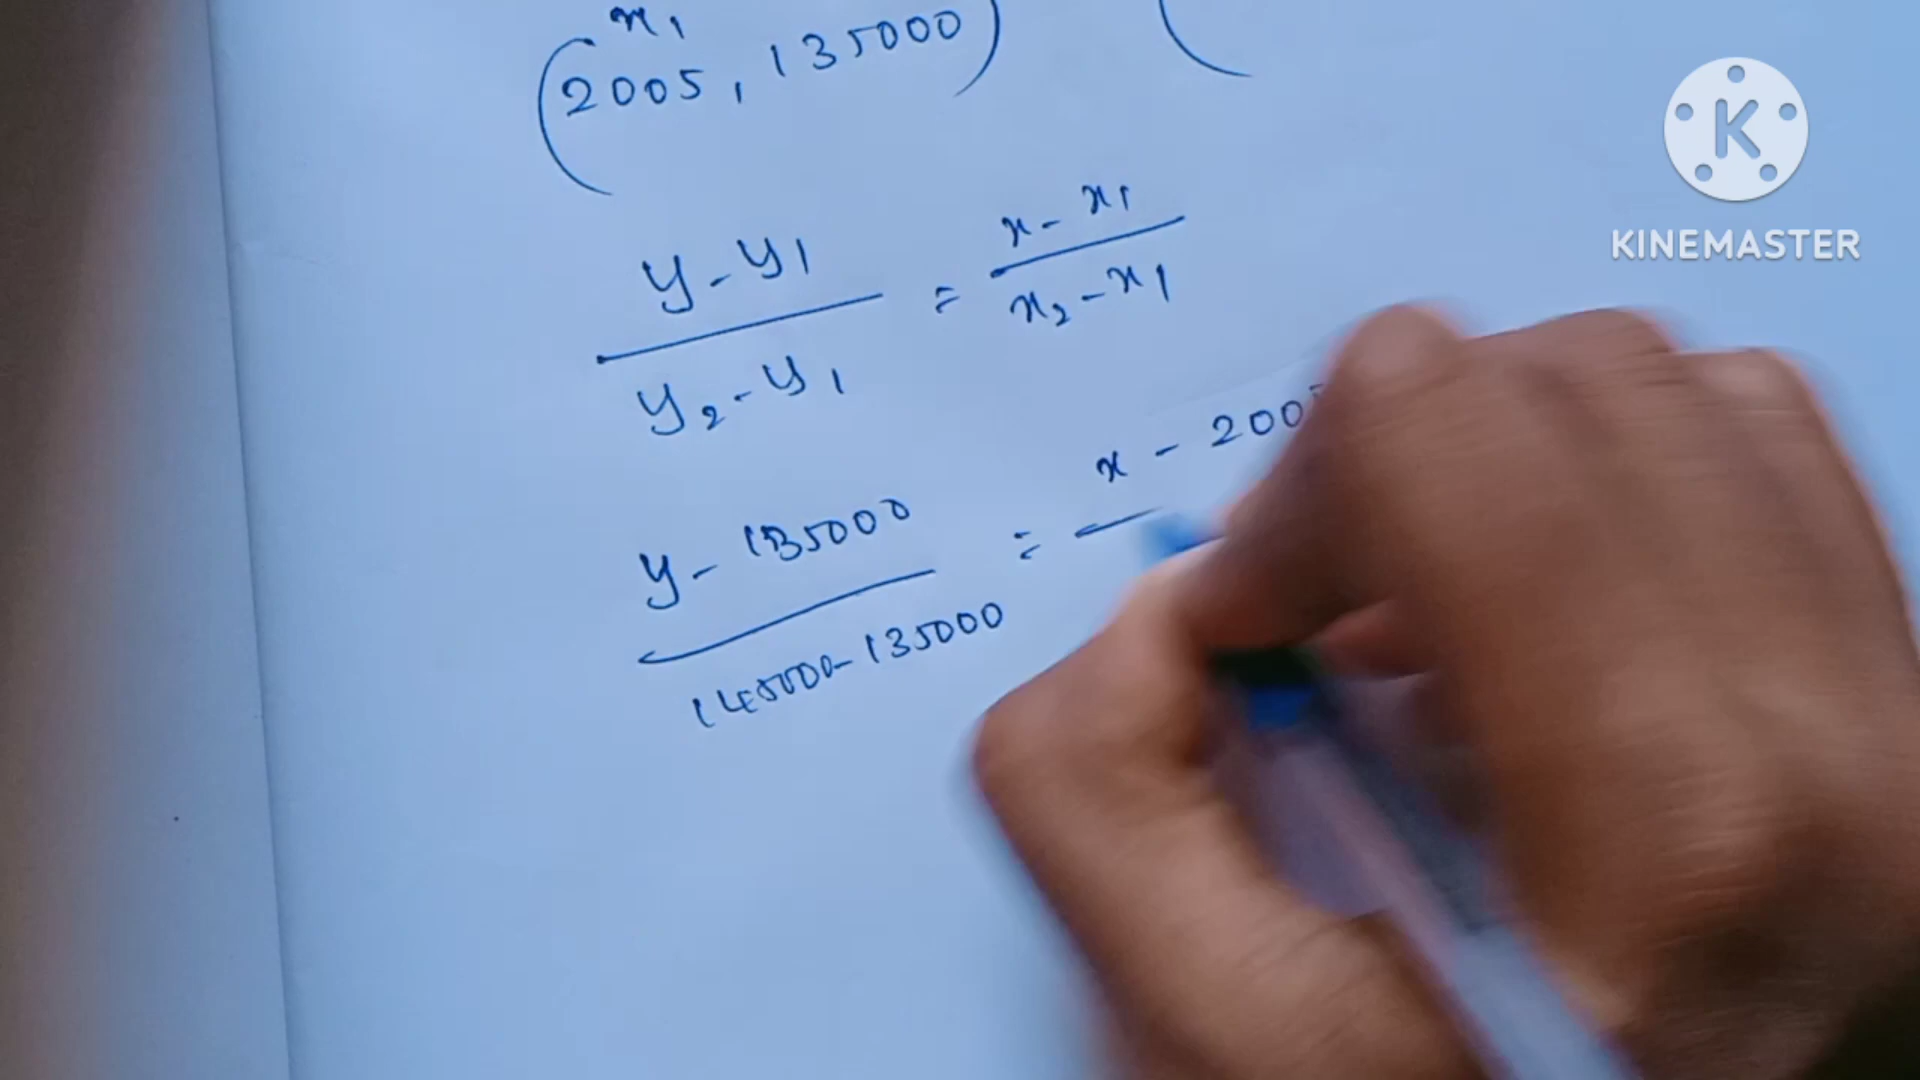 x1
(2005, 135000) (
y-y1 / y2-y1 = x-x1 / x2-x1
y-135000 / 145000-135000 = x - 200
K
KINEMASTER